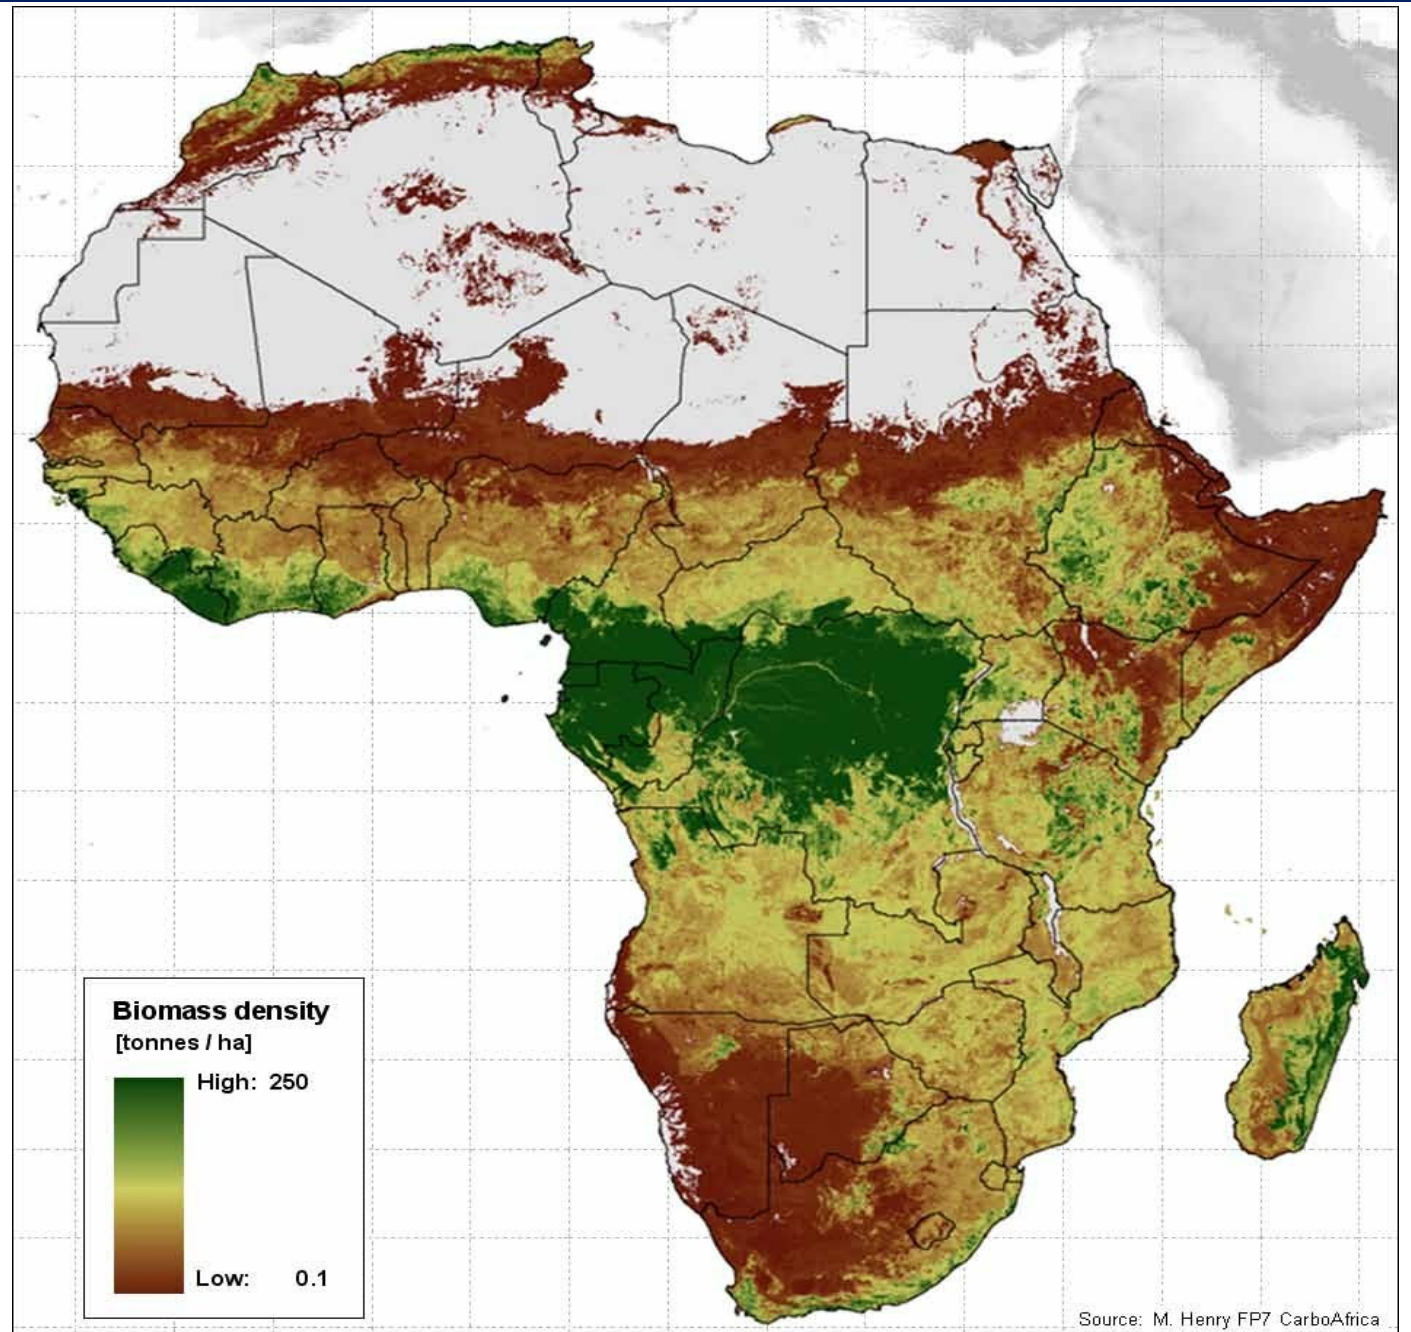 Biomass density
[tonnes / ha]
High: 250
Low: 0.1
Source: M. Henry FP7 CarboAfrica